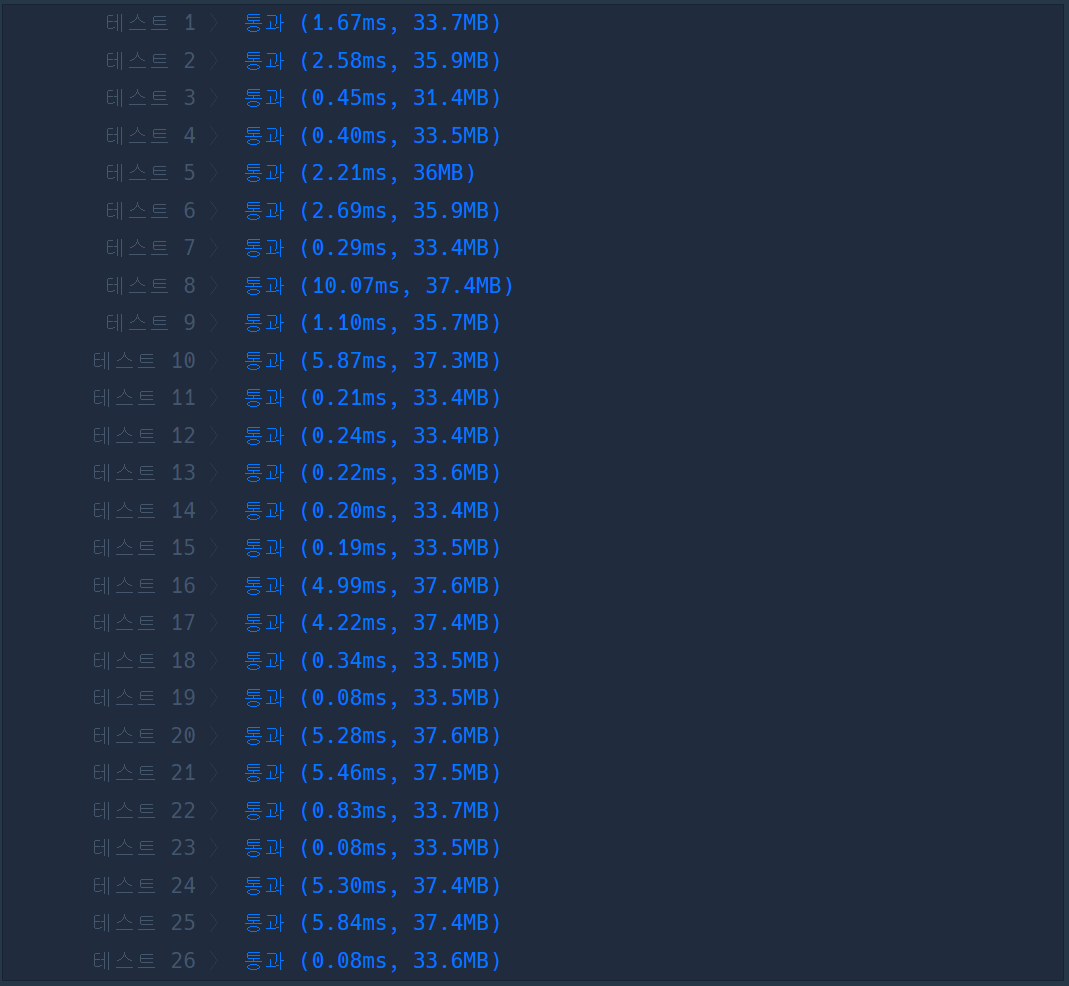 테스트 1 〉 통과 (1.67ms, 33.7MB)
테스트 2 〉 통과 (2.58ms, 35.9MB)
테스트 3 〉 통과 (0.45ms, 31.4MB)
테스트 4 〉 통과 (0.40ms, 33.5MB)
테스트 5 〉 통과 (2.21ms, 36MB)
테스트 6 〉 통과 (2.69ms, 35.9MB)
테스트 7 〉 통과 (0.29ms, 33.4MB)
테스트 8 〉 통과 (10.07ms, 37.4MB)
테스트 9 〉 통과 (1.10ms, 35.7MB)
테스트 10 〉 통과 (5.87ms, 37.3MB)
테스트 11 〉 통과 (0.21ms, 33.4MB)
테스트 12 〉 통과 (0.24ms, 33.4MB)
테스트 13 〉 통과 (0.22ms, 33.6MB)
테스트 14 〉 통과 (0.20ms, 33.4MB)
테스트 15 〉 통과 (0.19ms, 33.5MB)
테스트 16 〉 통과 (4.99ms, 37.6MB)
테스트 17 〉 통과 (4.22ms, 37.4MB)
테스트 18 〉 통과 (0.34ms, 33.5MB)
테스트 19 〉 통과 (0.08ms, 33.5MB)
테스트 20 〉 통과 (5.28ms, 37.6MB)
테스트 21 〉 통과 (5.46ms, 37.5MB)
테스트 22 〉 통과 (0.83ms, 33.7MB)
테스트 23 〉 통과 (0.08ms, 33.5MB)
테스트 24 〉 통과 (5.30ms, 37.4MB)
테스트 25 〉 통과 (5.84ms, 37.4MB)
테스트 26 〉 통과 (0.08ms, 33.6MB)